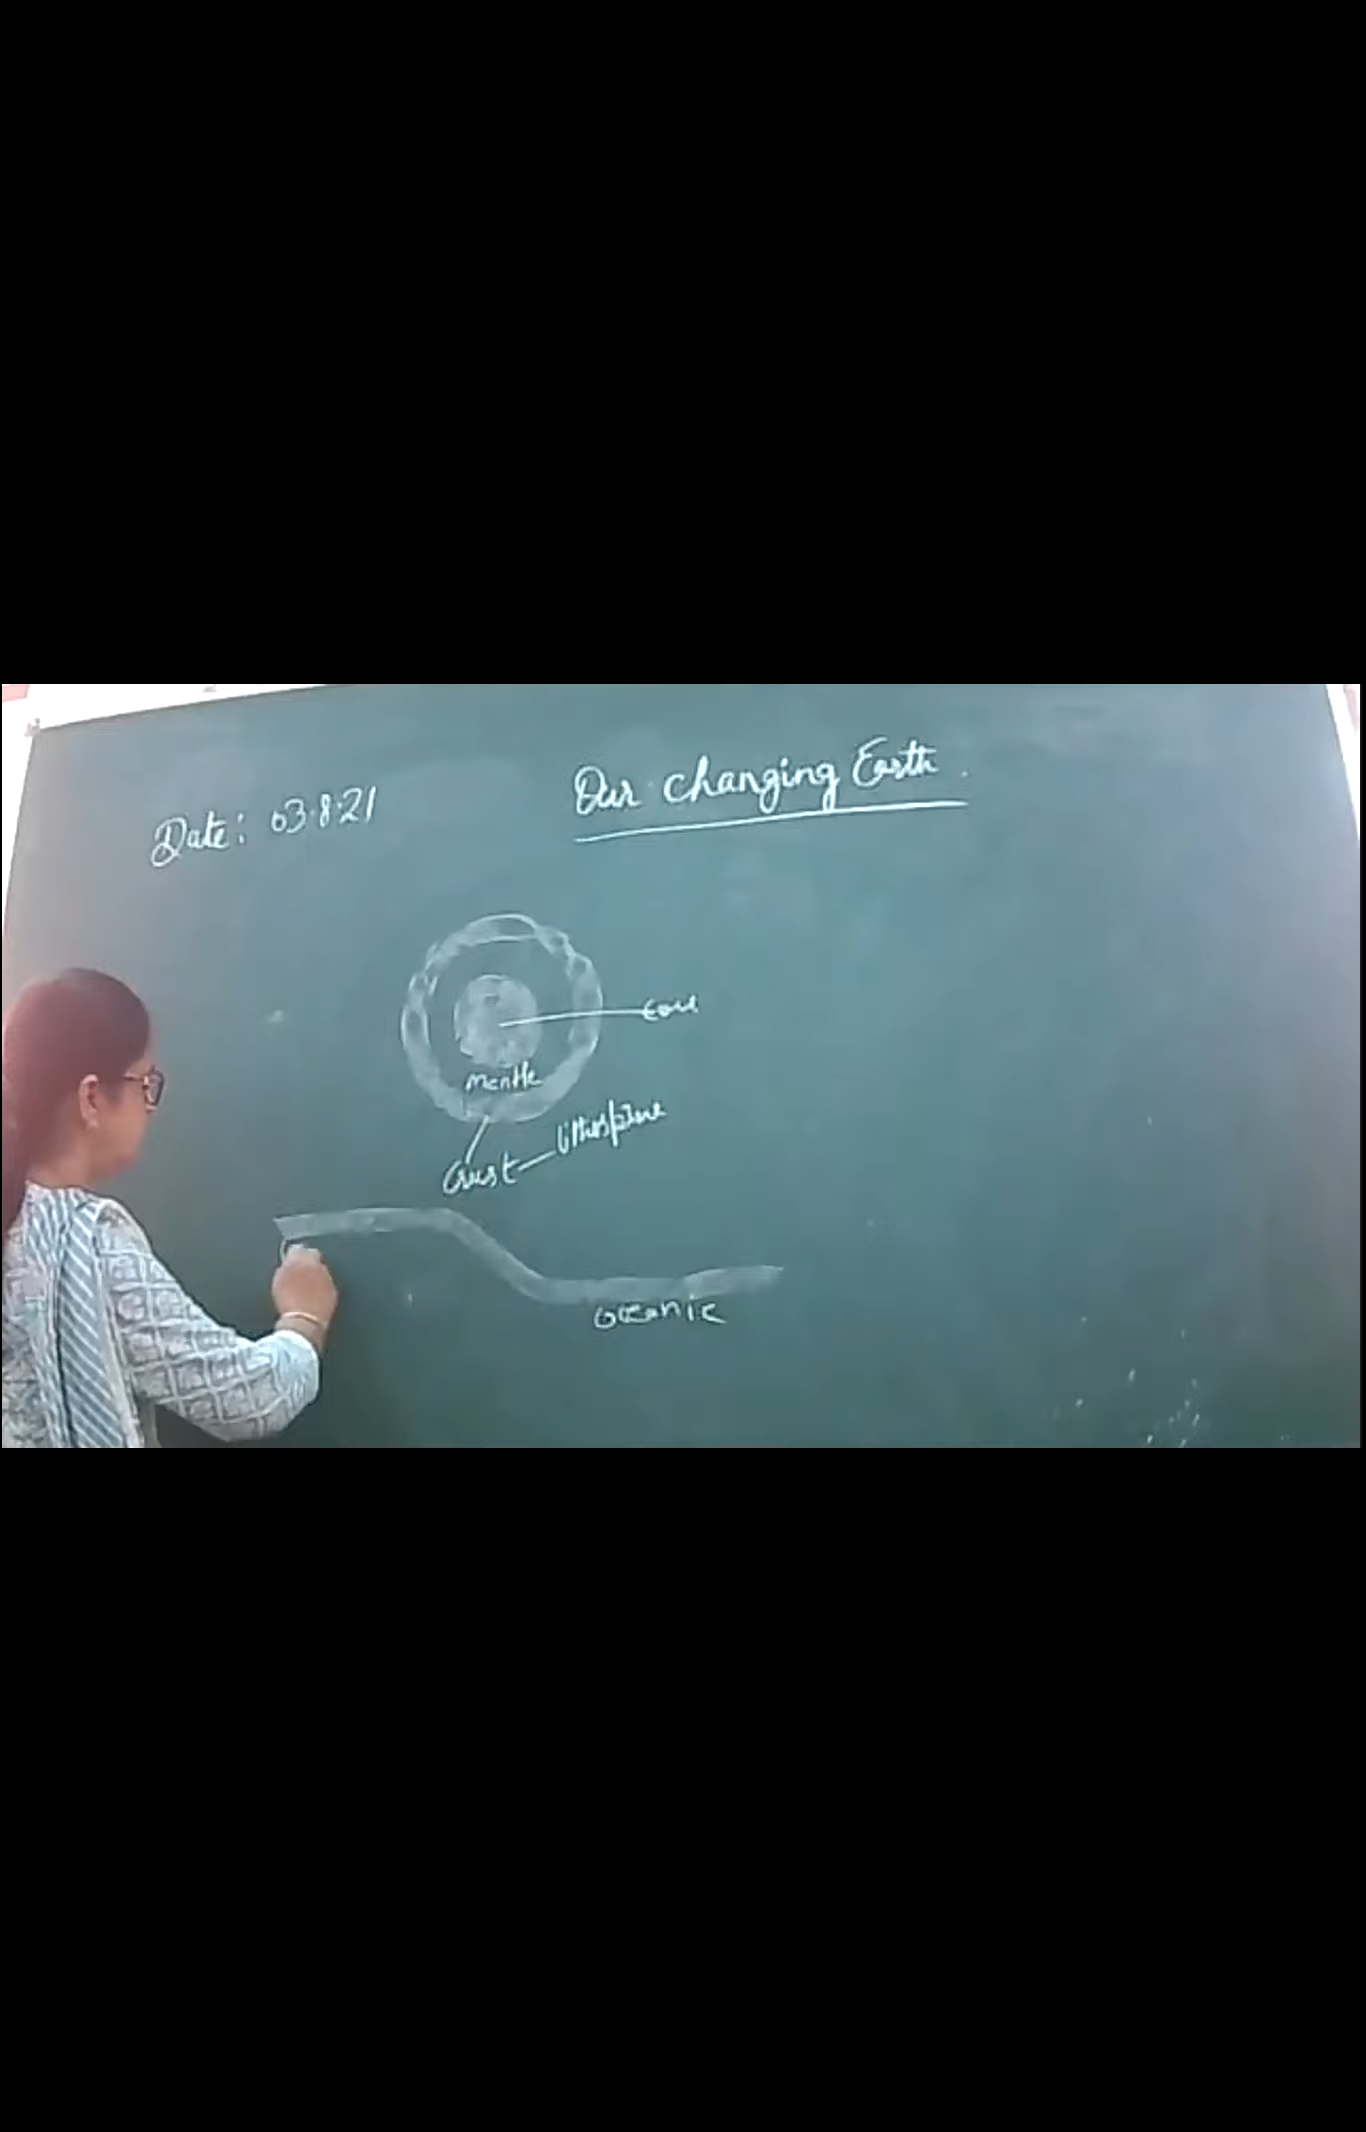 Our changing Earth.
Date: 03.8.21
Core
Mantle
Crust — lithosphere
Oceanic